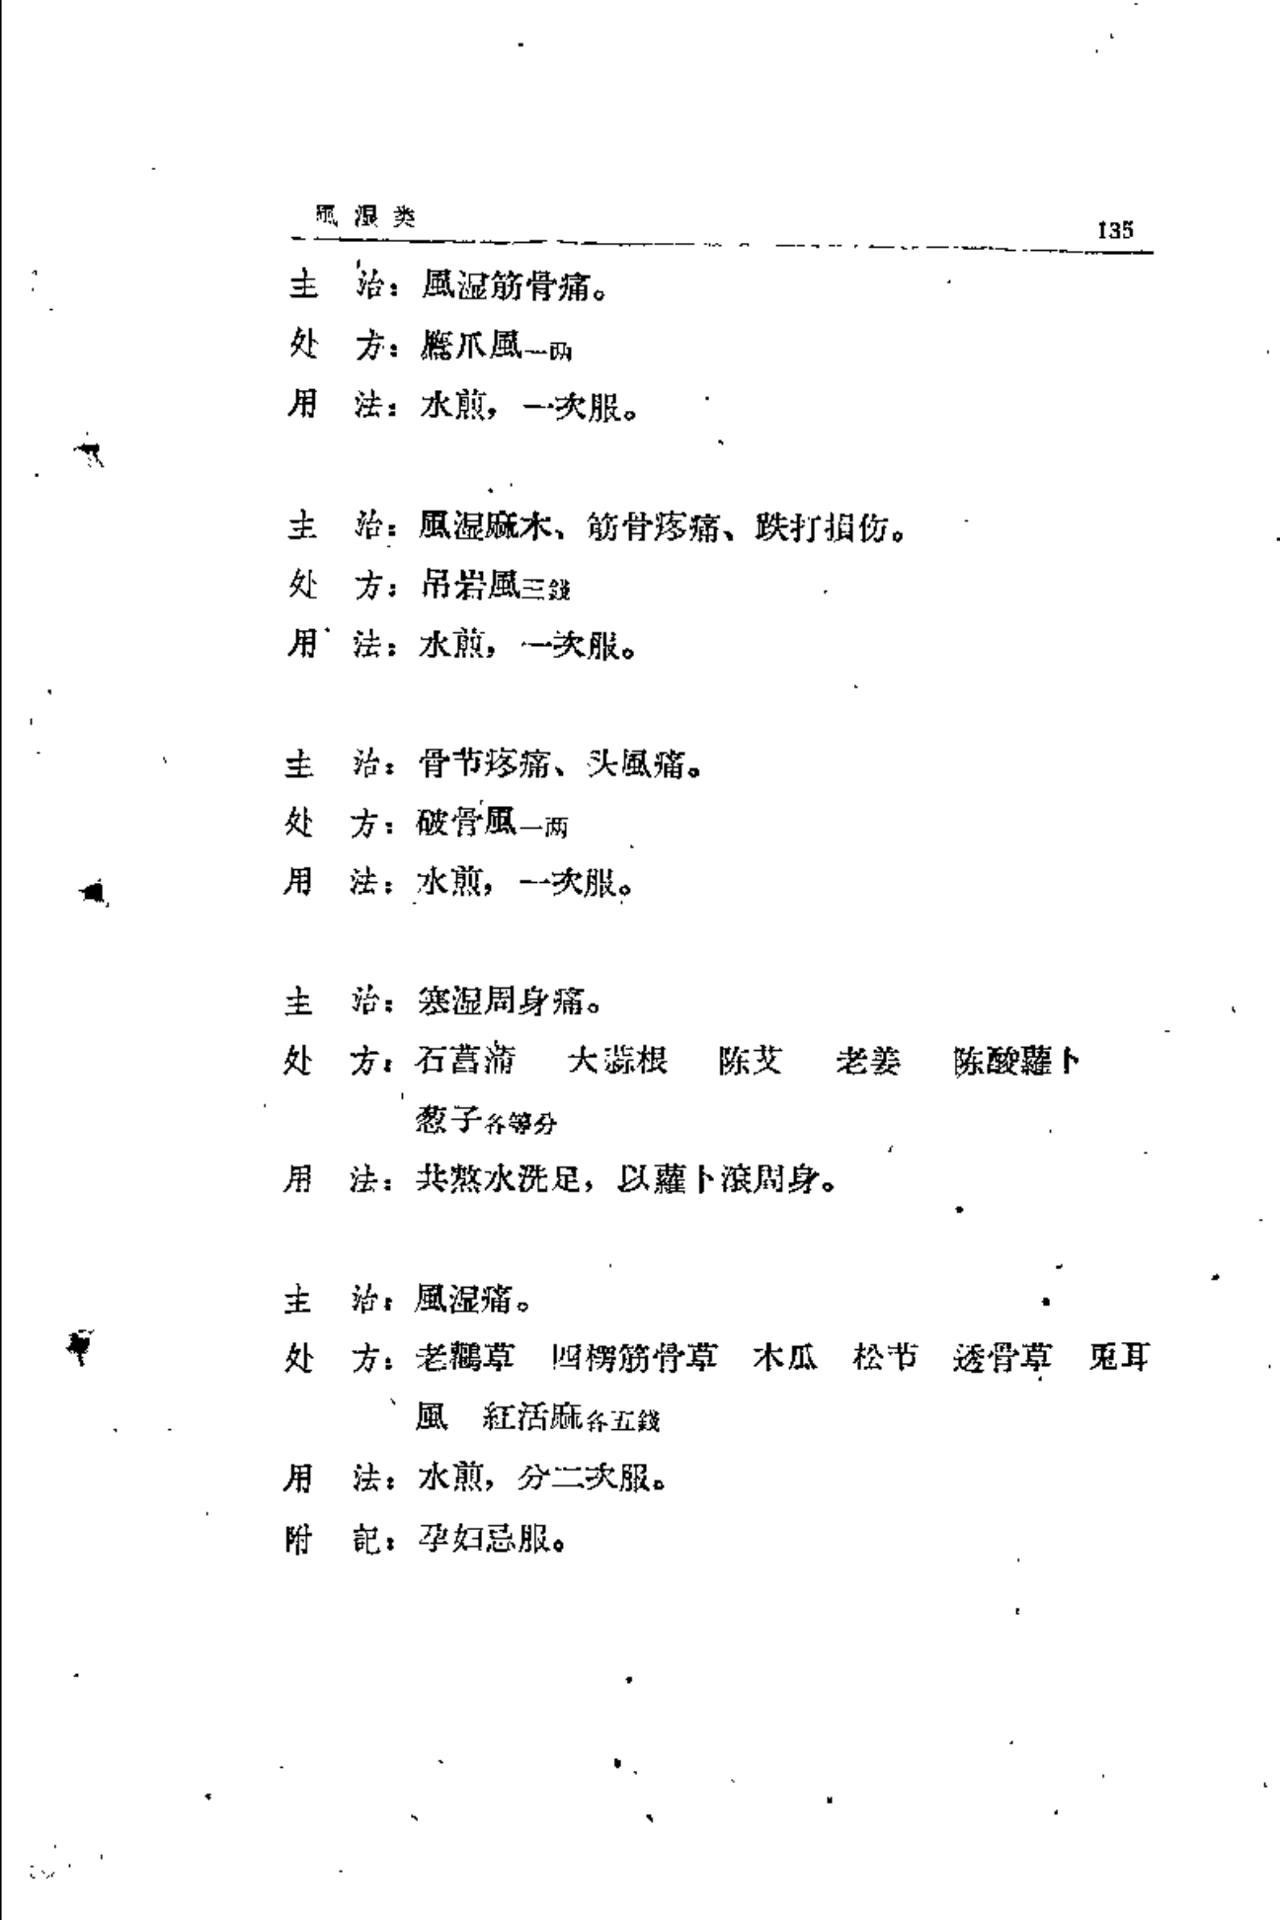 風湿类 135
主　治：風湿筋骨痛。
处　方：鷹爪風一两
用　法：水煎，一次服。
主　治：風湿麻木、筋骨疼痛、跌打損伤。
处　方：吊岩風三錢
用　法：水煎，一次服。
主　治：骨节疼痛、头風痛。
处　方：破骨風一两
用　法：水煎，一次服。
主　治：寒湿周身痛。
处　方：石菖蒲　大蒜根　陈艾　老姜　陈酸蘿卜
葱子各等分
用　法：共熬水洗足，以蘿卜滾周身。
主　治：風湿痛。
处　方：老鸛草　四楞筋骨草　木瓜　松节　透骨草　兎耳
風　紅活麻各五錢
用　法：水煎，分二次服。
附　記：孕妇忌服。